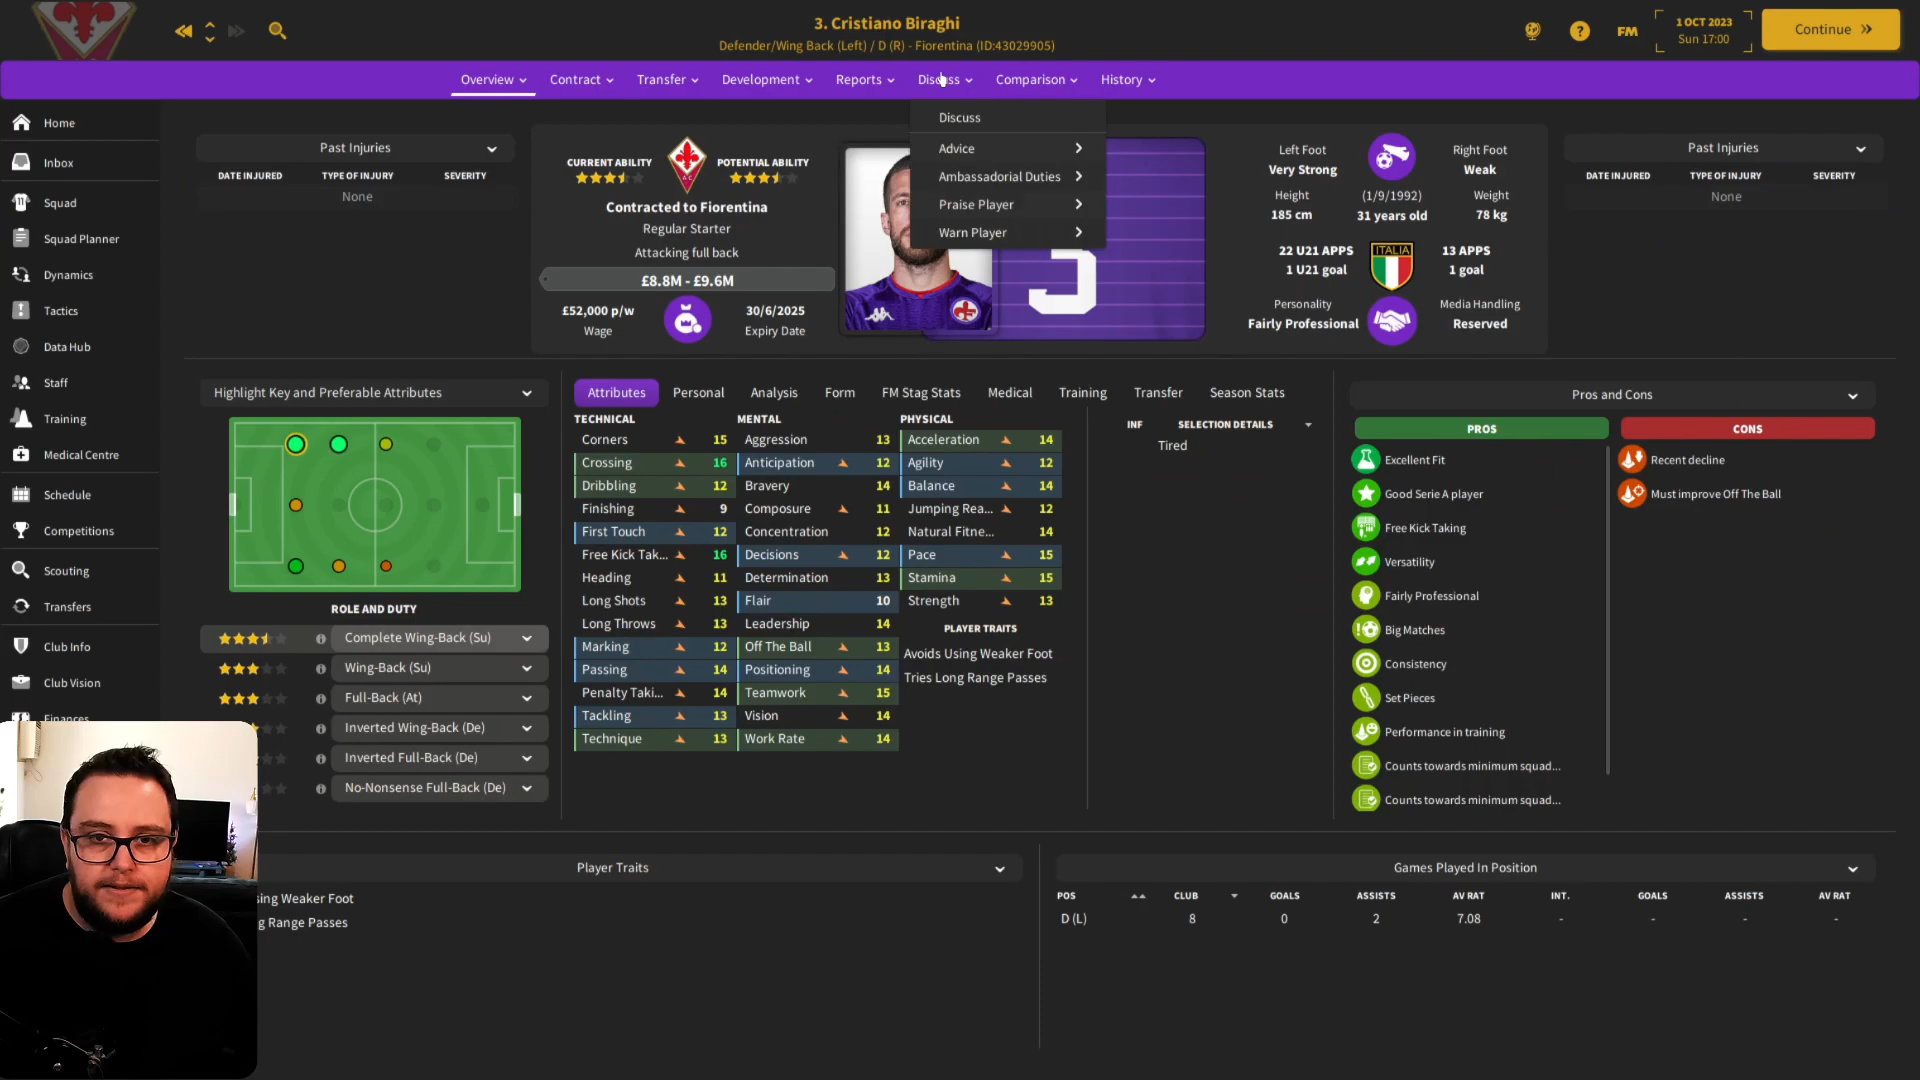 3. Cristiano Biraghi
Defender/Wing Back (Left) / D (R) - Fiorentina (ID:43029905)
FM
1 OCT 2023
Sun 17:00
Continue
Overview
Contract
Transfer
Development
Reports
Discuss
Comparison
History
Home
Inbox
Squad
Squad Planner
Dynamics
Tactics
Data Hub
Staff
Training
Medical Centre
Schedule
Competitions
Scouting
Transfers
Club Info
Club Vision
Finances
Past Injuries
DATE INJURED TYPE OF INJURY SEVERITY
None
CURRENT ABILITY
POTENTIAL ABILITY
Contracted to Fiorentina
Regular Starter
Attacking full back
£8.8M - £9.6M
£52,000 p/w
Wage
30/6/2025
Expiry Date
Discuss
Advice
Ambassadorial Duties
Praise Player
Warn Player
Left Foot
Very Strong
Right Foot
Weak
Height
185 cm
(1/9/1992)
31 years old
Weight
78 kg
22 U21 APPS
1 U21 goal
ITALIA
13 APPS
1 goal
Personality
Fairly Professional
Media Handling
Reserved
Past Injuries
DATE INJURED TYPE OF INJURY SEVERITY
None
Highlight Key and Preferable Attributes
ROLE AND DUTY
Complete Wing-Back (Su)
Wing-Back (Su)
Full-Back (At)
Inverted Wing-Back (De)
Inverted Full-Back (De)
No-Nonsense Full-Back (De)
Attributes
Personal
Analysis
Form
FM Stag Stats
Medical
Training
Transfer
Season Stats
TECHNICAL
Corners 15
Crossing 16
Dribbling 12
Finishing 9
First Touch 12
Free Kick Tak... 16
Heading 11
Long Shots 13
Long Throws 13
Marking 12
Passing 14
Penalty Taki... 14
Tackling 13
Technique 13
MENTAL
Aggression 13
Anticipation 12
Bravery 14
Composure 11
Concentration 12
Decisions 12
Determination 13
Flair 10
Leadership 14
Off The Ball 13
Positioning 14
Teamwork 15
Vision 14
Work Rate 14
PHYSICAL
Acceleration 14
Agility 12
Balance 14
Jumping Rea... 12
Natural Fitne... 14
Pace 15
Stamina 15
Strength 13
PLAYER TRAITS
Avoids Using Weaker Foot
Tries Long Range Passes
INF SELECTION DETAILS
Tired
Pros and Cons
PROS
Excellent Fit
Good Serie A player
Free Kick Taking
Versatility
Fairly Professional
Big Matches
Consistency
Set Pieces
Performance in training
Counts towards minimum squad...
Counts towards minimum squad...
CONS
Recent decline
Must improve Off The Ball
Player Traits
sing Weaker Foot
g Range Passes
Games Played In Position
POS CLUB GOALS ASSISTS AV RAT INT. GOALS ASSISTS AV RAT
D (L) 8 0 2 7.08 - - - -